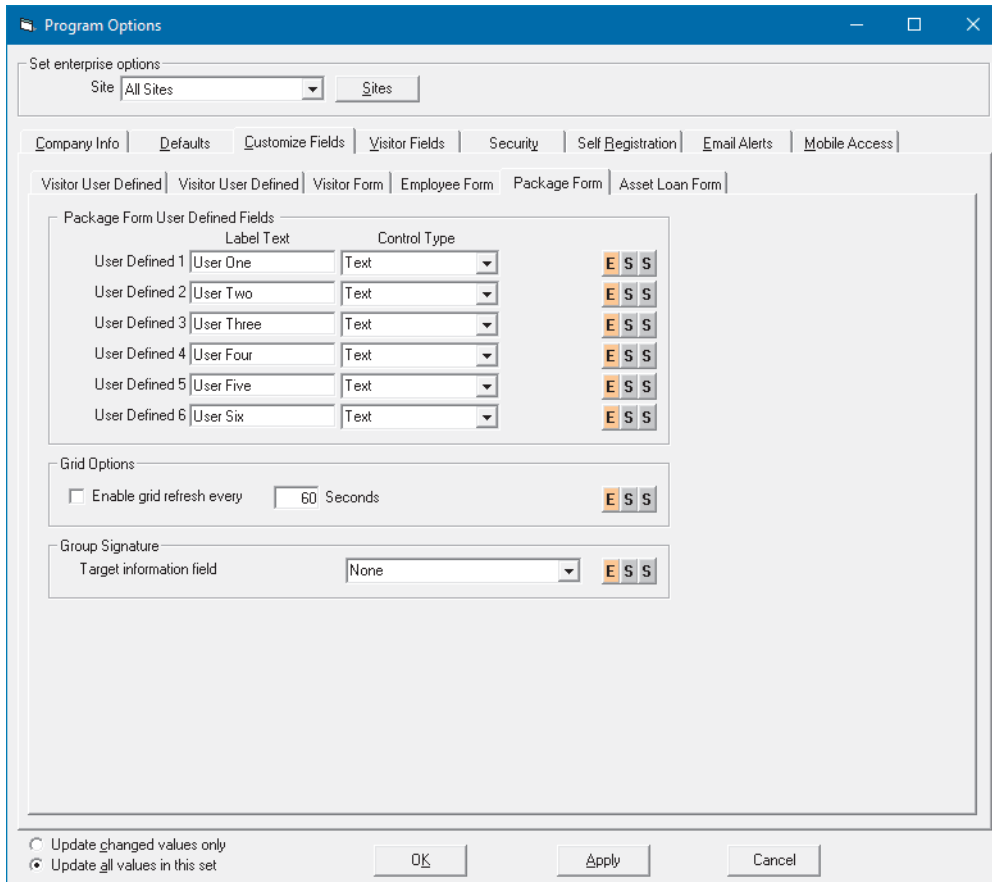 Program Options
Set enterprise options
Site All Sites Sites
Company Info Defaults Customize Fields Visitor Fields Security Self Registration Email Alerts Mobile Access
Visitor User Defined Visitor User Defined Visitor Form Employee Form Package Form Asset Loan Form
Package Form User Defined Fields
Label Text Control Type
User Defined 1 User One Text E S S
User Defined 2 User Two Text E S S
User Defined 3 User Three Text E S S
User Defined 4 User Four Text E S S
User Defined 5 User Five Text E S S
User Defined 6 User Six Text E S S
Grid Options
Enable grid refresh every 60 Seconds E S S
Group Signature
Target information field None E S S
Update changed values only
Update all values in this set
OK Apply Cancel